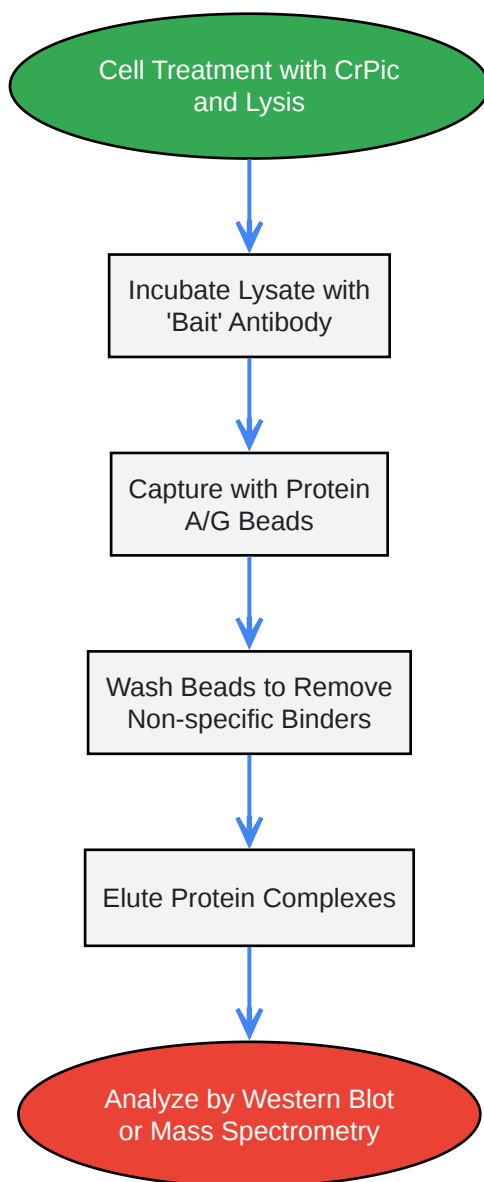 Cell Treatment with CrPic
and Lysis
Incubate Lysate with
'Bait' Antibody
Capture with Protein
A/G Beads
Wash Beads to Remove
Non-specific Binders
Elute Protein Complexes
Analyze by Western Blot
or Mass Spectrometry